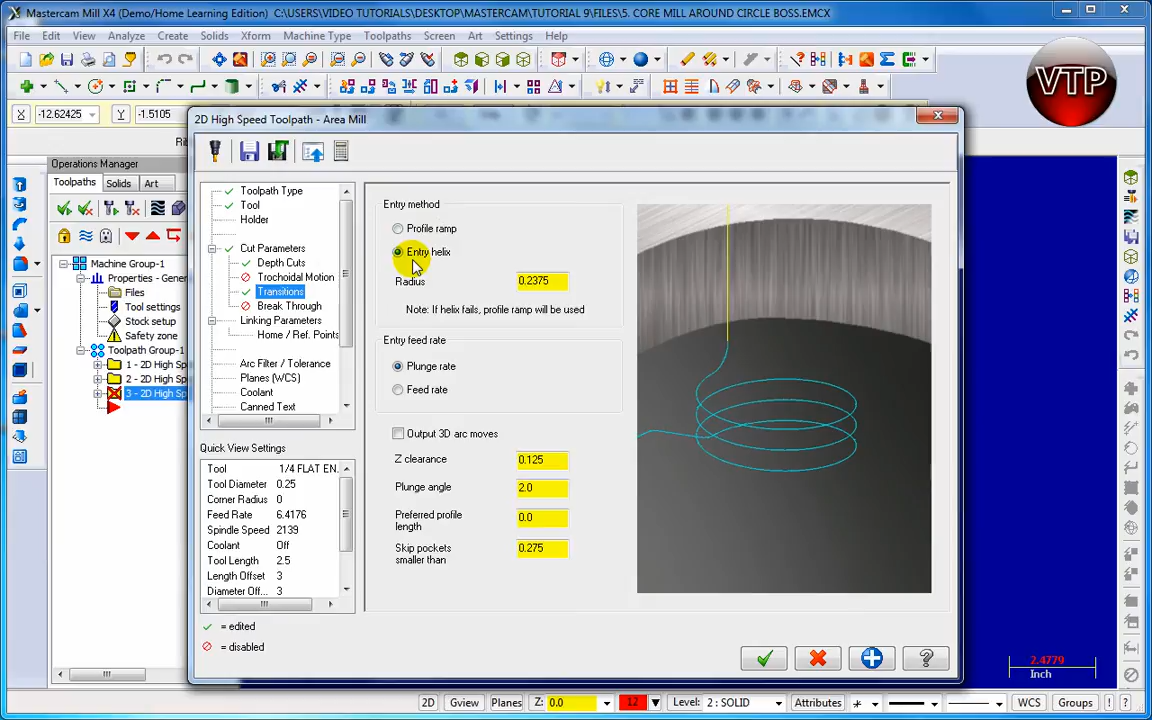 Mastercam Mill X4 (Demo/Home Learning Edition) C:\USERS\VIDEO TUTORIALS\DESKTOP\MASTERCAM\TUTORIAL 9\FILES\5. CORE MILL AROUND CIRCLE BOSS.EMCX
File Edit View Analyze Create Solids Xform Machine Type Toolpaths Screen Art Settings Help
VTP
X -12.62425 Y -1.5105
2D High Speed Toolpath - Area Mill
Operations Manager
Toolpaths Solids Art
Machine Group-1
Properties - Gener
Files
Tool settings
Stock setup
Safety zone
Toolpath Group-1
1 - 2D High Sp
2 - 2D High Sp
3 - 2D High Sp
Toolpath Type
Tool
Holder
Cut Parameters
Depth Cuts
Trochoidal Motion
Transitions
Break Through
Linking Parameters
Home / Ref. Points
Arc Filter / Tolerance
Planes (WCS)
Coolant
Canned Text
Quick View Settings
Tool 1/4 FLAT EN.
Tool Diameter 0.25
Corner Radius 0
Feed Rate 6.4176
Spindle Speed 2139
Coolant Off
Tool Length 2.5
Length Offset 3
Diameter Off... 3
= edited
= disabled
Entry method
Profile ramp
Entry helix
Radius 0.2375
Note: If helix fails, profile ramp will be used
Entry feed rate
Plunge rate
Feed rate
Output 3D arc moves
Z clearance 0.125
Plunge angle 2.0
Preferred profile length 0.0
Skip pockets smaller than 0.275
2.4779
Inch
2D Gview Planes Z: 0.0 12 Level: 2 : SOLID Attributes WCS Groups ! ?